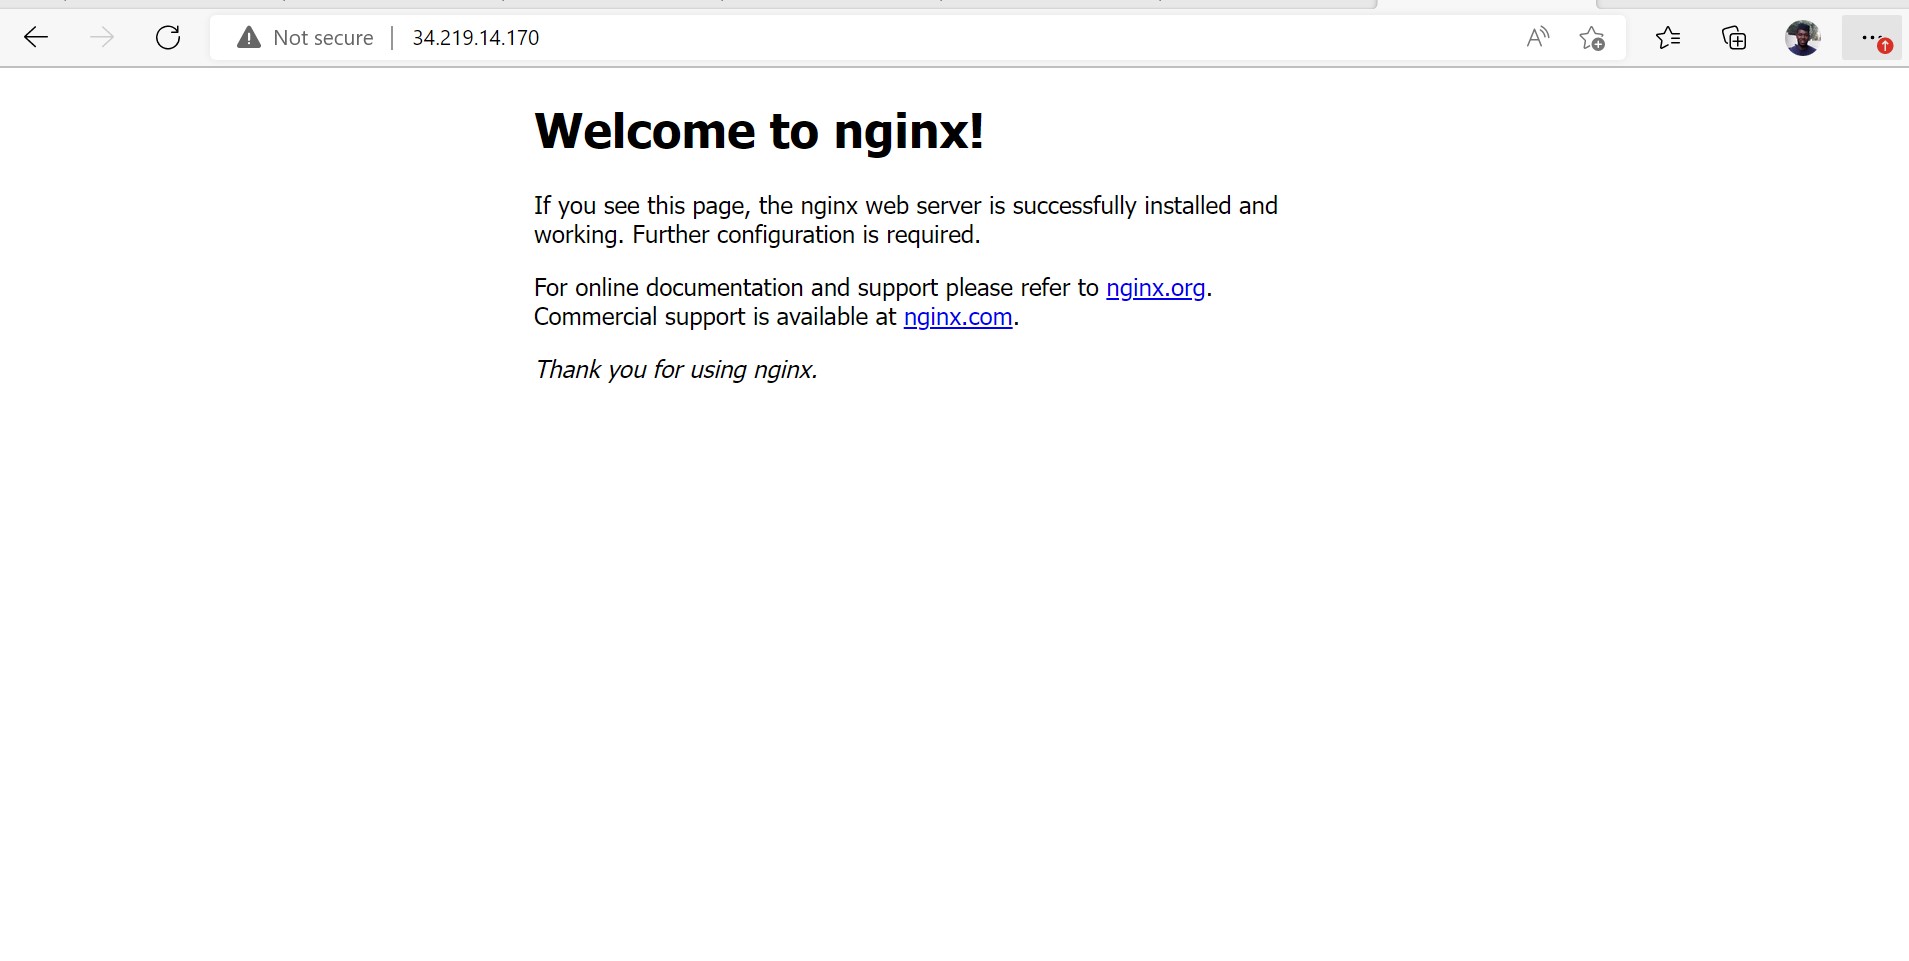 Not secure | 34.219.14.170
Welcome to nginx!
If you see this page, the nginx web server is successfully installed and
working. Further configuration is required.
For online documentation and support please refer to nginx.org.
Commercial support is available at nginx.com.
Thank you for using nginx.